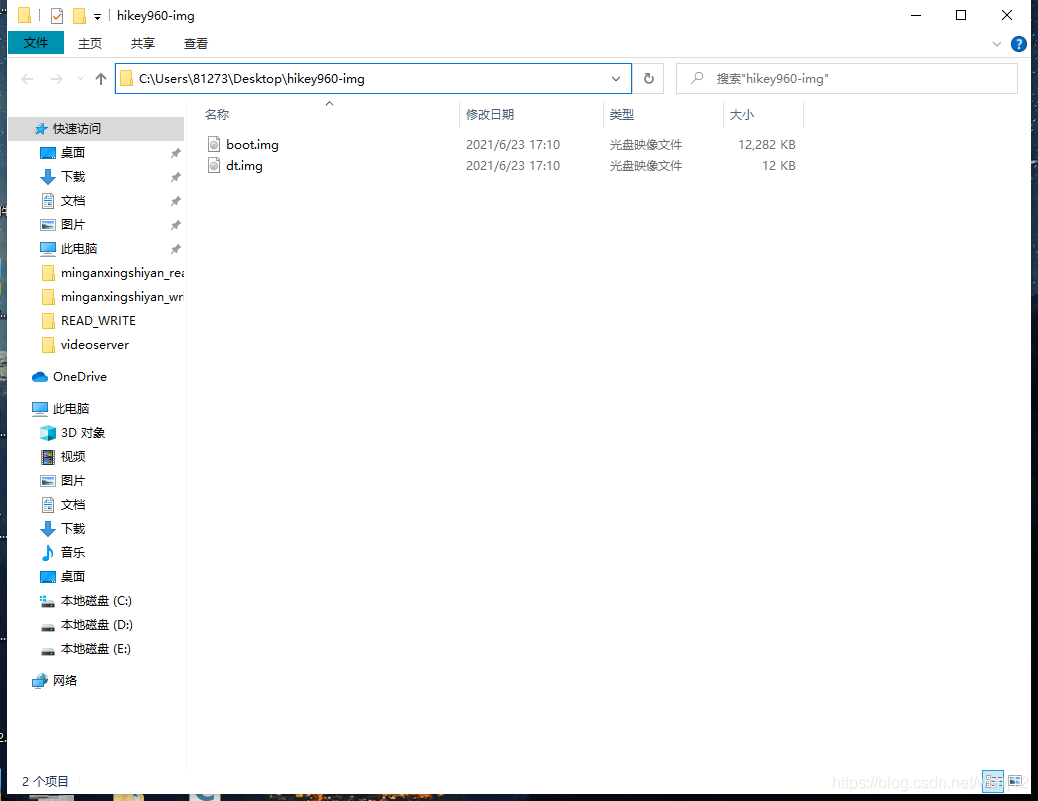 hikey960-img
文件 主页 共享 查看
C:\Users\81273\Desktop\hikey960-img
搜索"hikey960-img"
名称 修改日期 类型 大小
boot.img 2021/6/23 17:10 光盘映像文件 12,282 KB
dt.img 2021/6/23 17:10 光盘映像文件 12 KB
快速访问
桌面
下载
文档
图片
此电脑
minganxingshiyan_rea
minganxingshiyan_wr
READ_WRITE
videoserver
OneDrive
此电脑
3D 对象
视频
图片
文档
下载
音乐
桌面
本地磁盘 (C:)
本地磁盘 (D:)
本地磁盘 (E:)
网络
2 个项目
https://blog.csdn.net/